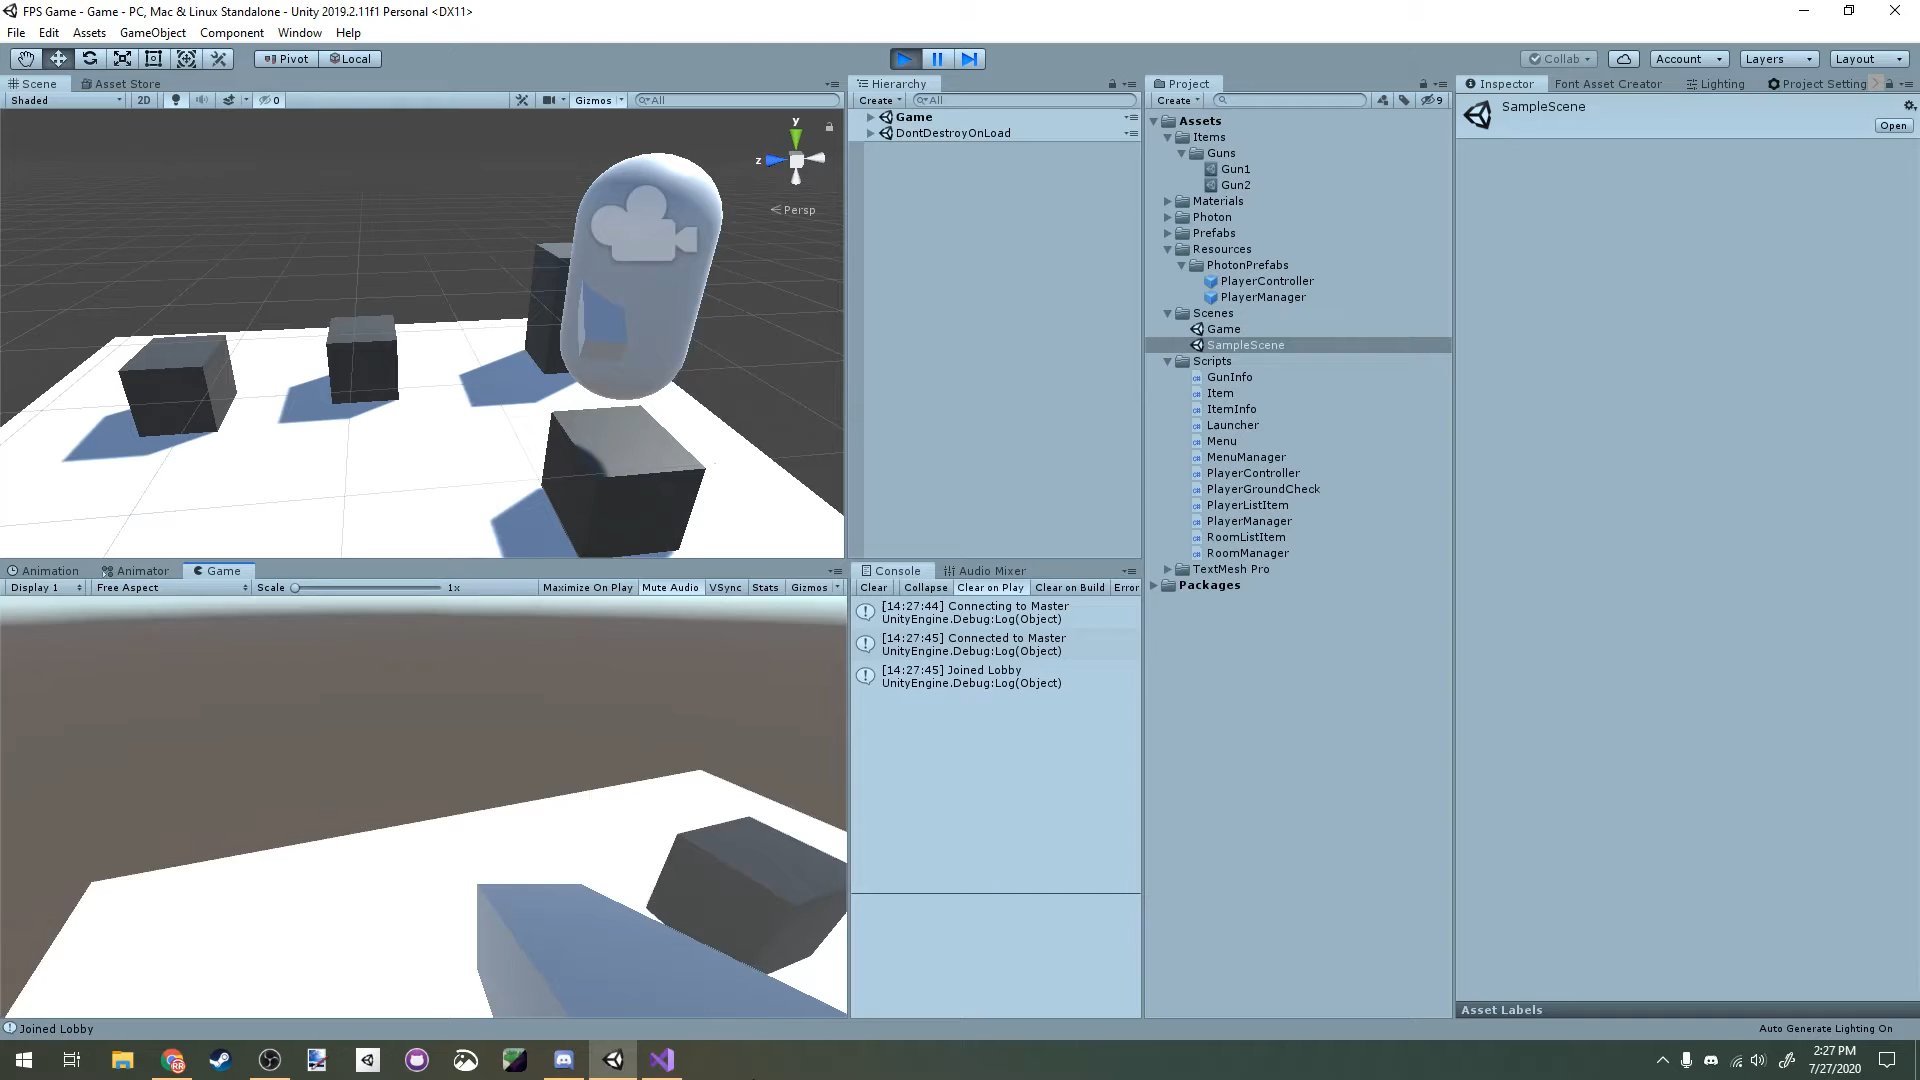 FPS Game - Game - PC, Mac & Linux Standalone - Unity 2019.2.11f1 Personal <DX11>
File Edit Assets GameObject Component Window Help
Pivot Local Collab Account Layers Layout
Scene Asset Store
Shaded 2D 0 Gizmos All
y
z
Persp
Hierarchy
Create All
Game
DontDestroyOnLoad
Project
Create 9
Assets
Items
Guns
Gun1
Gun2
Materials
Photon
Prefabs
Resources
PhotonPrefabs
PlayerController
PlayerManager
Scenes
Game
SampleScene
Scripts
GunInfo
Item
ItemInfo
Launcher
Menu
MenuManager
PlayerController
PlayerGroundCheck
PlayerListItem
PlayerManager
RoomListItem
RoomManager
TextMesh Pro
Packages
Inspector Font Asset Creator Lighting Project Setting
SampleScene
Open
Animation Animator Game
Display 1 Free Aspect Scale 1x Maximize On Play Mute Audio VSync Stats Gizmos
Console Audio Mixer
Clear Collapse Clear on Play Clear on Build Error
[14:27:44] Connecting to Master
UnityEngine.Debug:Log(Object)
[14:27:45] Connected to Master
UnityEngine.Debug:Log(Object)
[14:27:45] Joined Lobby
UnityEngine.Debug:Log(Object)
Asset Labels
Joined Lobby
Auto Generate Lighting On
2:27 PM
7/27/2020